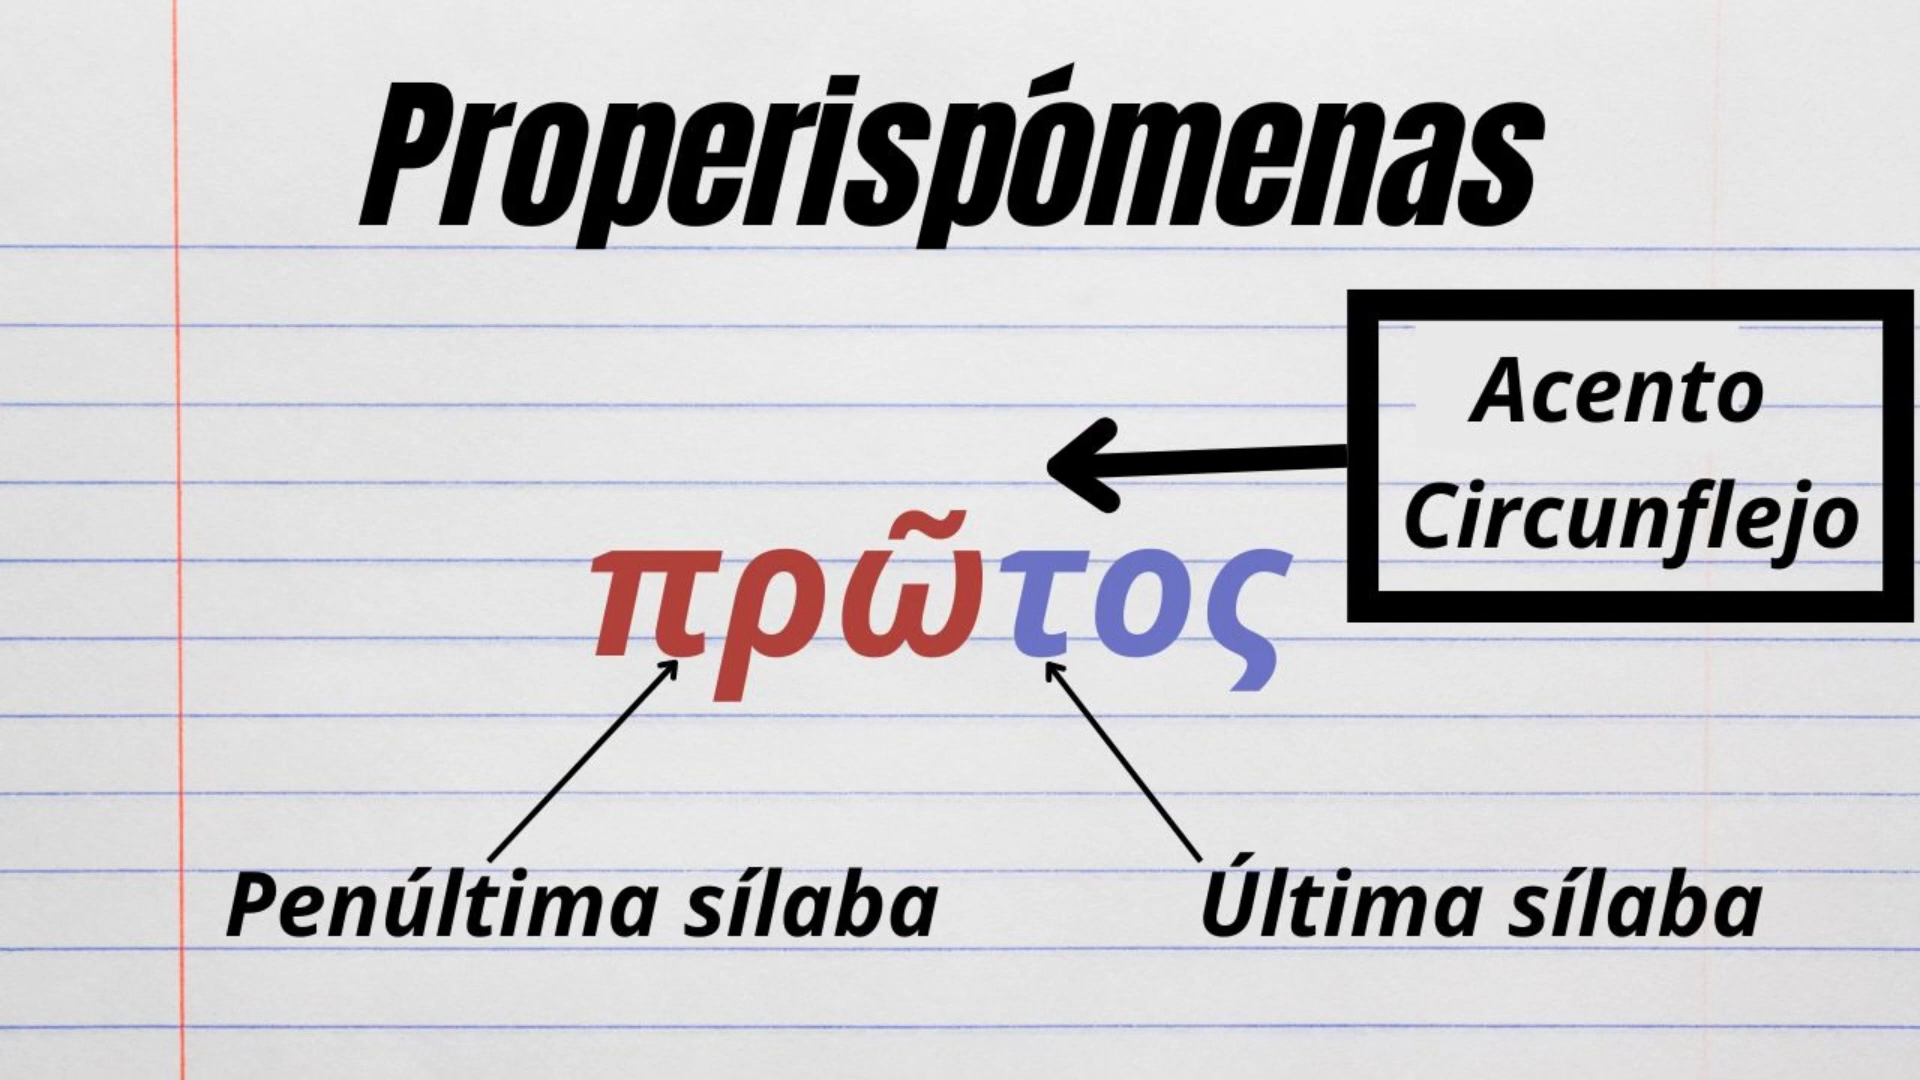 Properispómenas
Acento
Circunflejo
πρῶτος
Penúltima sílaba
Última sílaba